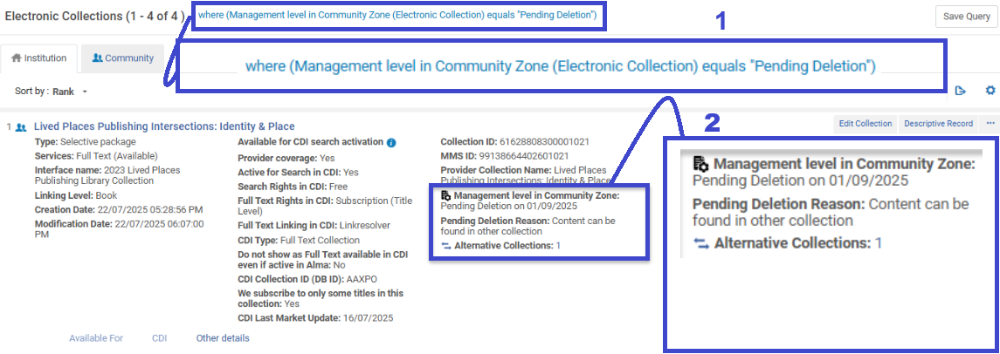 Electronic Collections (1 - 4 of 4 ) where (Management level in Community Zone (Electronic Collection) equals "Pending Deletion")
Save Query
1
Institution
Community
where (Management level in Community Zone (Electronic Collection) equals "Pending Deletion")
Sort by : Rank
2
1 Lived Places Publishing Intersections: Identity & Place
Edit Collection
Descriptive Record
Type: Selective package
Services: Full Text (Available)
Interface name: 2023 Lived Places
Publishing Library Collection
Linking Level: Book
Creation Date: 22/07/2025 05:28:56 PM
Modification Date: 22/07/2025 06:07:00
PM
Available for CDI search activation
Provider coverage: Yes
Active for Search in CDI: Yes
Search Rights in CDI: Free
Full Text Rights in CDI: Subscription (Title
Level)
Full Text Linking in CDI: Linkresolver
CDI Type: Full Text Collection
Do not show as Full Text available in CDI
even if active in Alma: No
CDI Collection ID (DB ID): AAXPO
We subscribe to only some titles in this
collection: Yes
CDI Last Market Update: 16/07/2025
Collection ID: 61628808300001021
MMS ID: 99138664402601021
Provider Collection Name: Lived Places
Publishing Intersections: Identity & Place
Management level in Community Zone:
Pending Deletion on 01/09/2025
Pending Deletion Reason: Content can be
found in other collection
Alternative Collections: 1
Management level in Community Zone:
Pending Deletion on 01/09/2025
Pending Deletion Reason: Content can be
found in other collection
Alternative Collections: 1
Available For
CDI
Other details